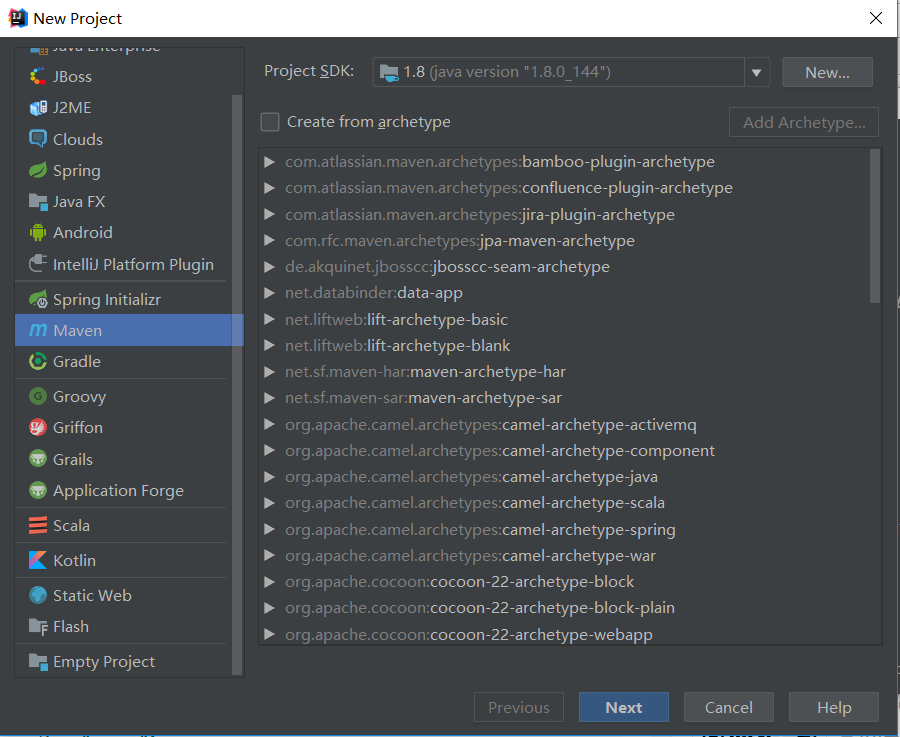 New Project
Java Enterprise
JBoss
J2ME
Clouds
Spring
Java FX
Android
IntelliJ Platform Plugin
Spring Initializr
Maven
Gradle
Groovy
Griffon
Grails
Application Forge
Scala
Kotlin
Static Web
Flash
Empty Project
Project SDK: 1.8 (java version "1.8.0_144") New...
Create from archetype Add Archetype...
com.atlassian.maven.archetypes:bamboo-plugin-archetype
com.atlassian.maven.archetypes:confluence-plugin-archetype
com.atlassian.maven.archetypes:jira-plugin-archetype
com.rfc.maven.archetypes:jpa-maven-archetype
de.akquinet.jbosscc:jbosscc-seam-archetype
net.databinder:data-app
net.liftweb:lift-archetype-basic
net.liftweb:lift-archetype-blank
net.sf.maven-har:maven-archetype-har
net.sf.maven-sar:maven-archetype-sar
org.apache.camel.archetypes:camel-archetype-activemq
org.apache.camel.archetypes:camel-archetype-component
org.apache.camel.archetypes:camel-archetype-java
org.apache.camel.archetypes:camel-archetype-scala
org.apache.camel.archetypes:camel-archetype-spring
org.apache.camel.archetypes:camel-archetype-war
org.apache.cocoon:cocoon-22-archetype-block
org.apache.cocoon:cocoon-22-archetype-block-plain
org.apache.cocoon:cocoon-22-archetype-webapp
Previous Next Cancel Help